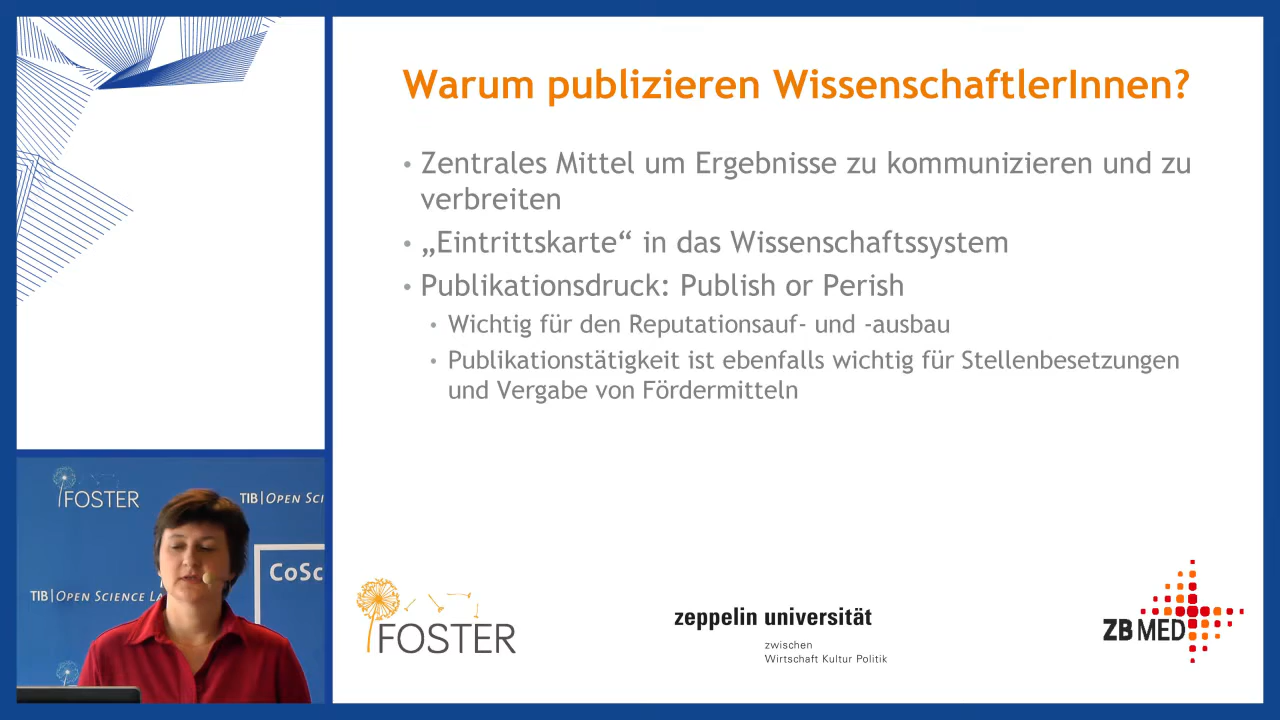 Warum publizieren WissenschaftlerInnen?
• Zentrales Mittel um Ergebnisse zu kommunizieren und zu
verbreiten
• „Eintrittskarte“ in das Wissenschaftssystem
• Publikationsdruck: Publish or Perish
• Wichtig für den Reputationsauf- und -ausbau
• Publikationstätigkeit ist ebenfalls wichtig für Stellenbesetzungen
und Vergabe von Fördermitteln
FOSTER
TIB|OPEN SCI
CoSc
TIB|OPEN SCIENCE LA
FOSTER
zeppelin universität
zwischen
Wirtschaft Kultur Politik
ZB MED